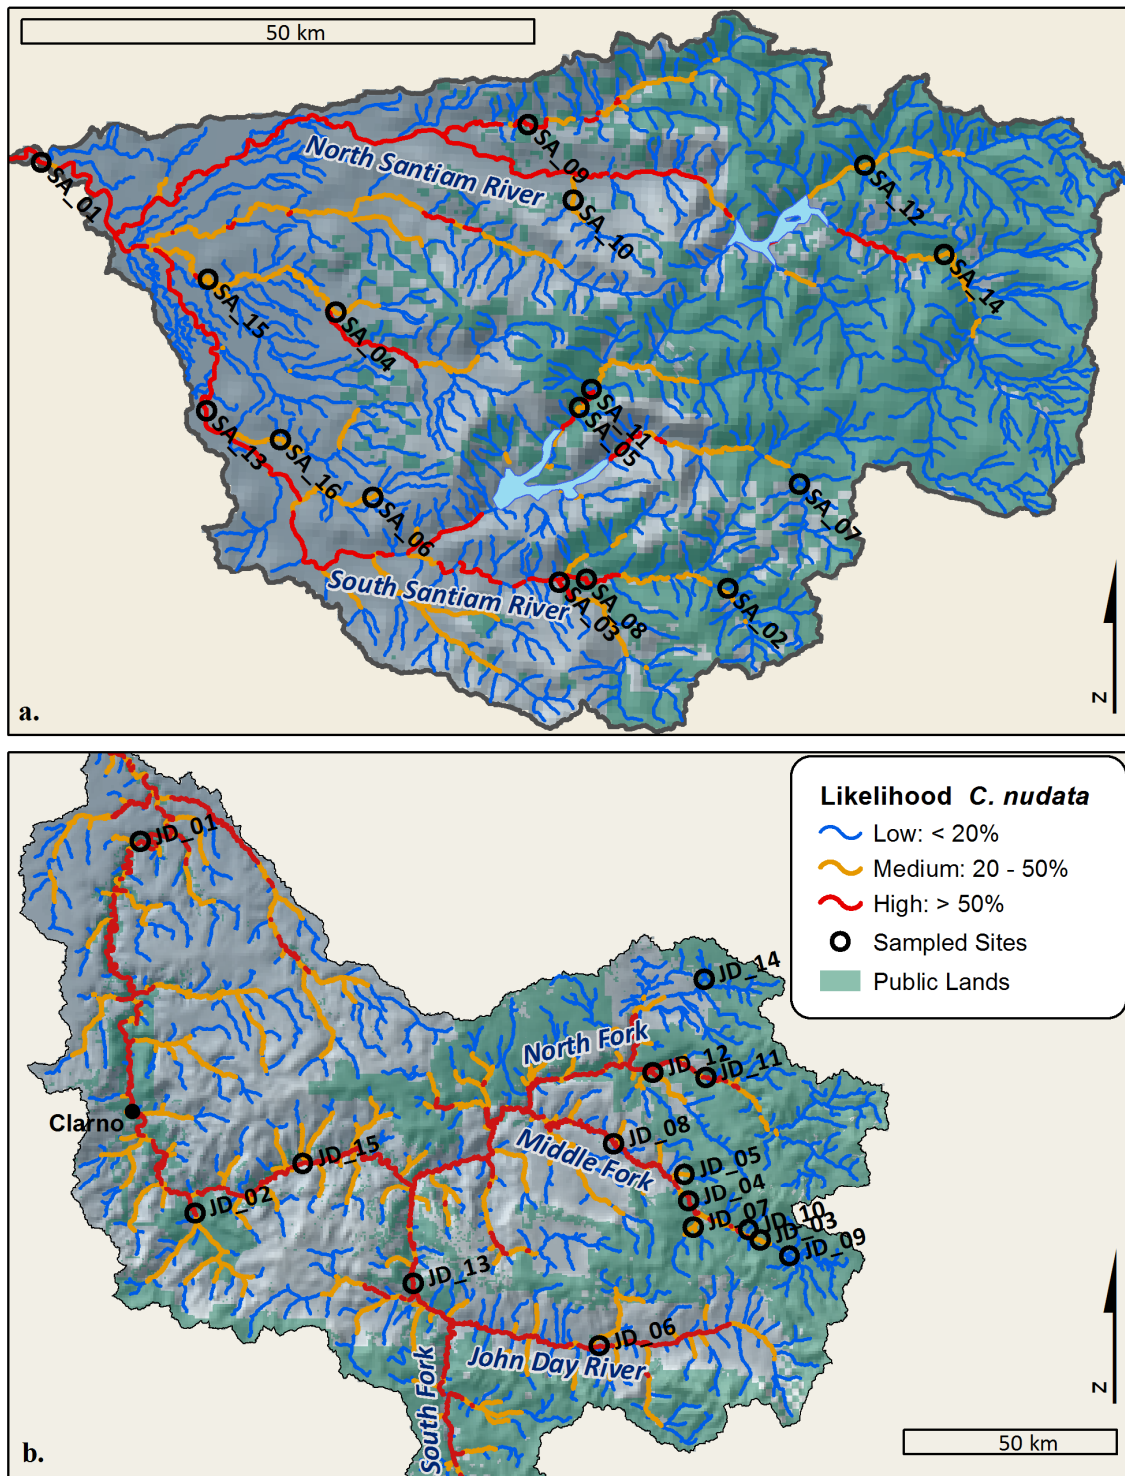 50 km
North Santiam River
SA_01
SA_09
SA_10
SA_12
SA_14
SA_15
SA_04
SA_11
SA_05
SA_13
SA_16
SA_06
SA_07
South Santiam River
SA_03
SA_08
SA_02
N
a.
Likelihood C. nudata
Low: < 20%
Medium: 20 - 50%
High: > 50%
Sampled Sites
Public Lands
JD_01
JD_14
North Fork
JD_12
JD_11
Clarno
JD_08
Middle Fork
JD_15
JD_05
JD_04
JD_02
JD_07
JD_10
JD_03
JD_09
JD_13
JD_06
John Day River
South Fork
N
50 km
b.